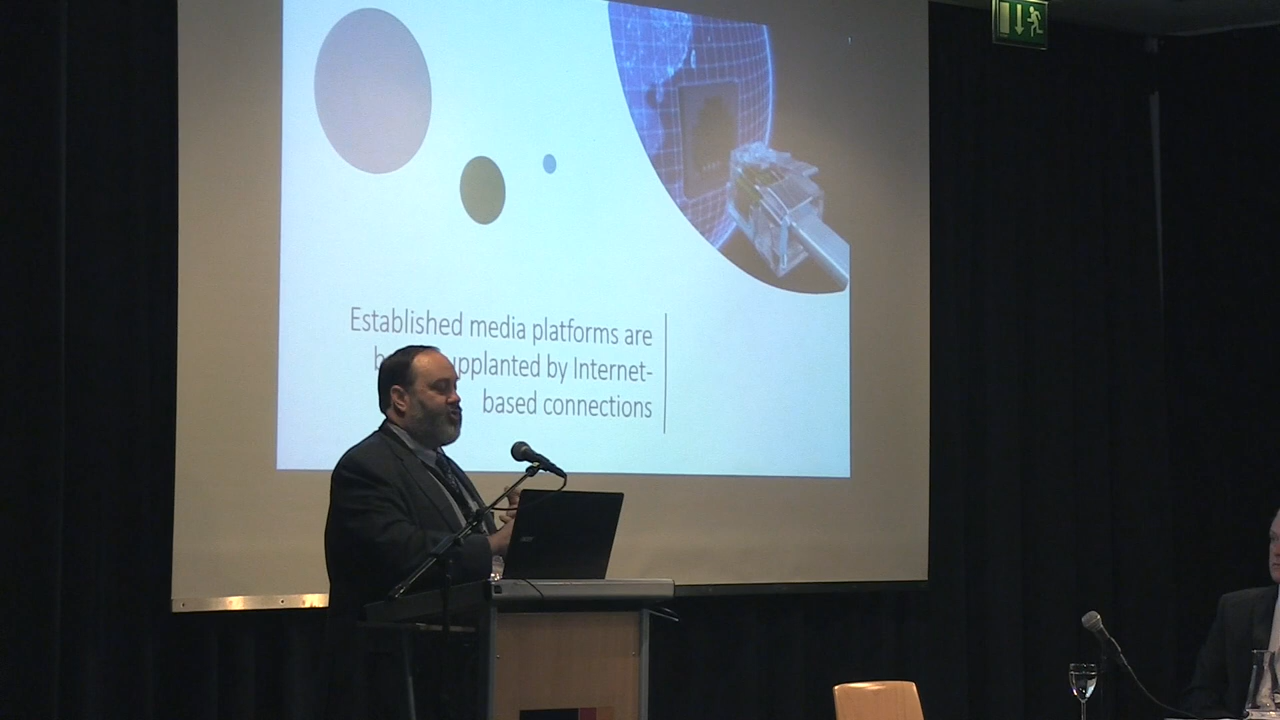 Established media platforms are
upplanted by Internet-
based connections